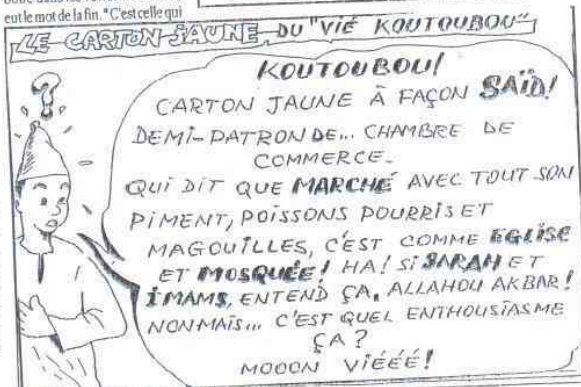 eut le mot de la fin. "C'est celle qui
LE CARTON JAUNE DU "VIÉ KOUTOUBOU"
KOUTOUBOU!
CARTON JAUNE À FAÇON SAÏD!
DEMI-PATRON DE... CHAMBRE DE
COMMERCE_
QUI DIT QUE MARCHÉ AVEC TOUT SON
PIMENT, POISSONS POURRIS ET
MAGOUILLES, C'EST COMME EGLISE
ET MOSQUÉE! HA! SI SARAH ET
IMAMS, ENTEND ÇA, ALLAHOU AKBAR!
NON MAÏS... C'EST QUEL ENTHOUSIASME
ÇA ?
MOOON VIÉÉÉ!
?